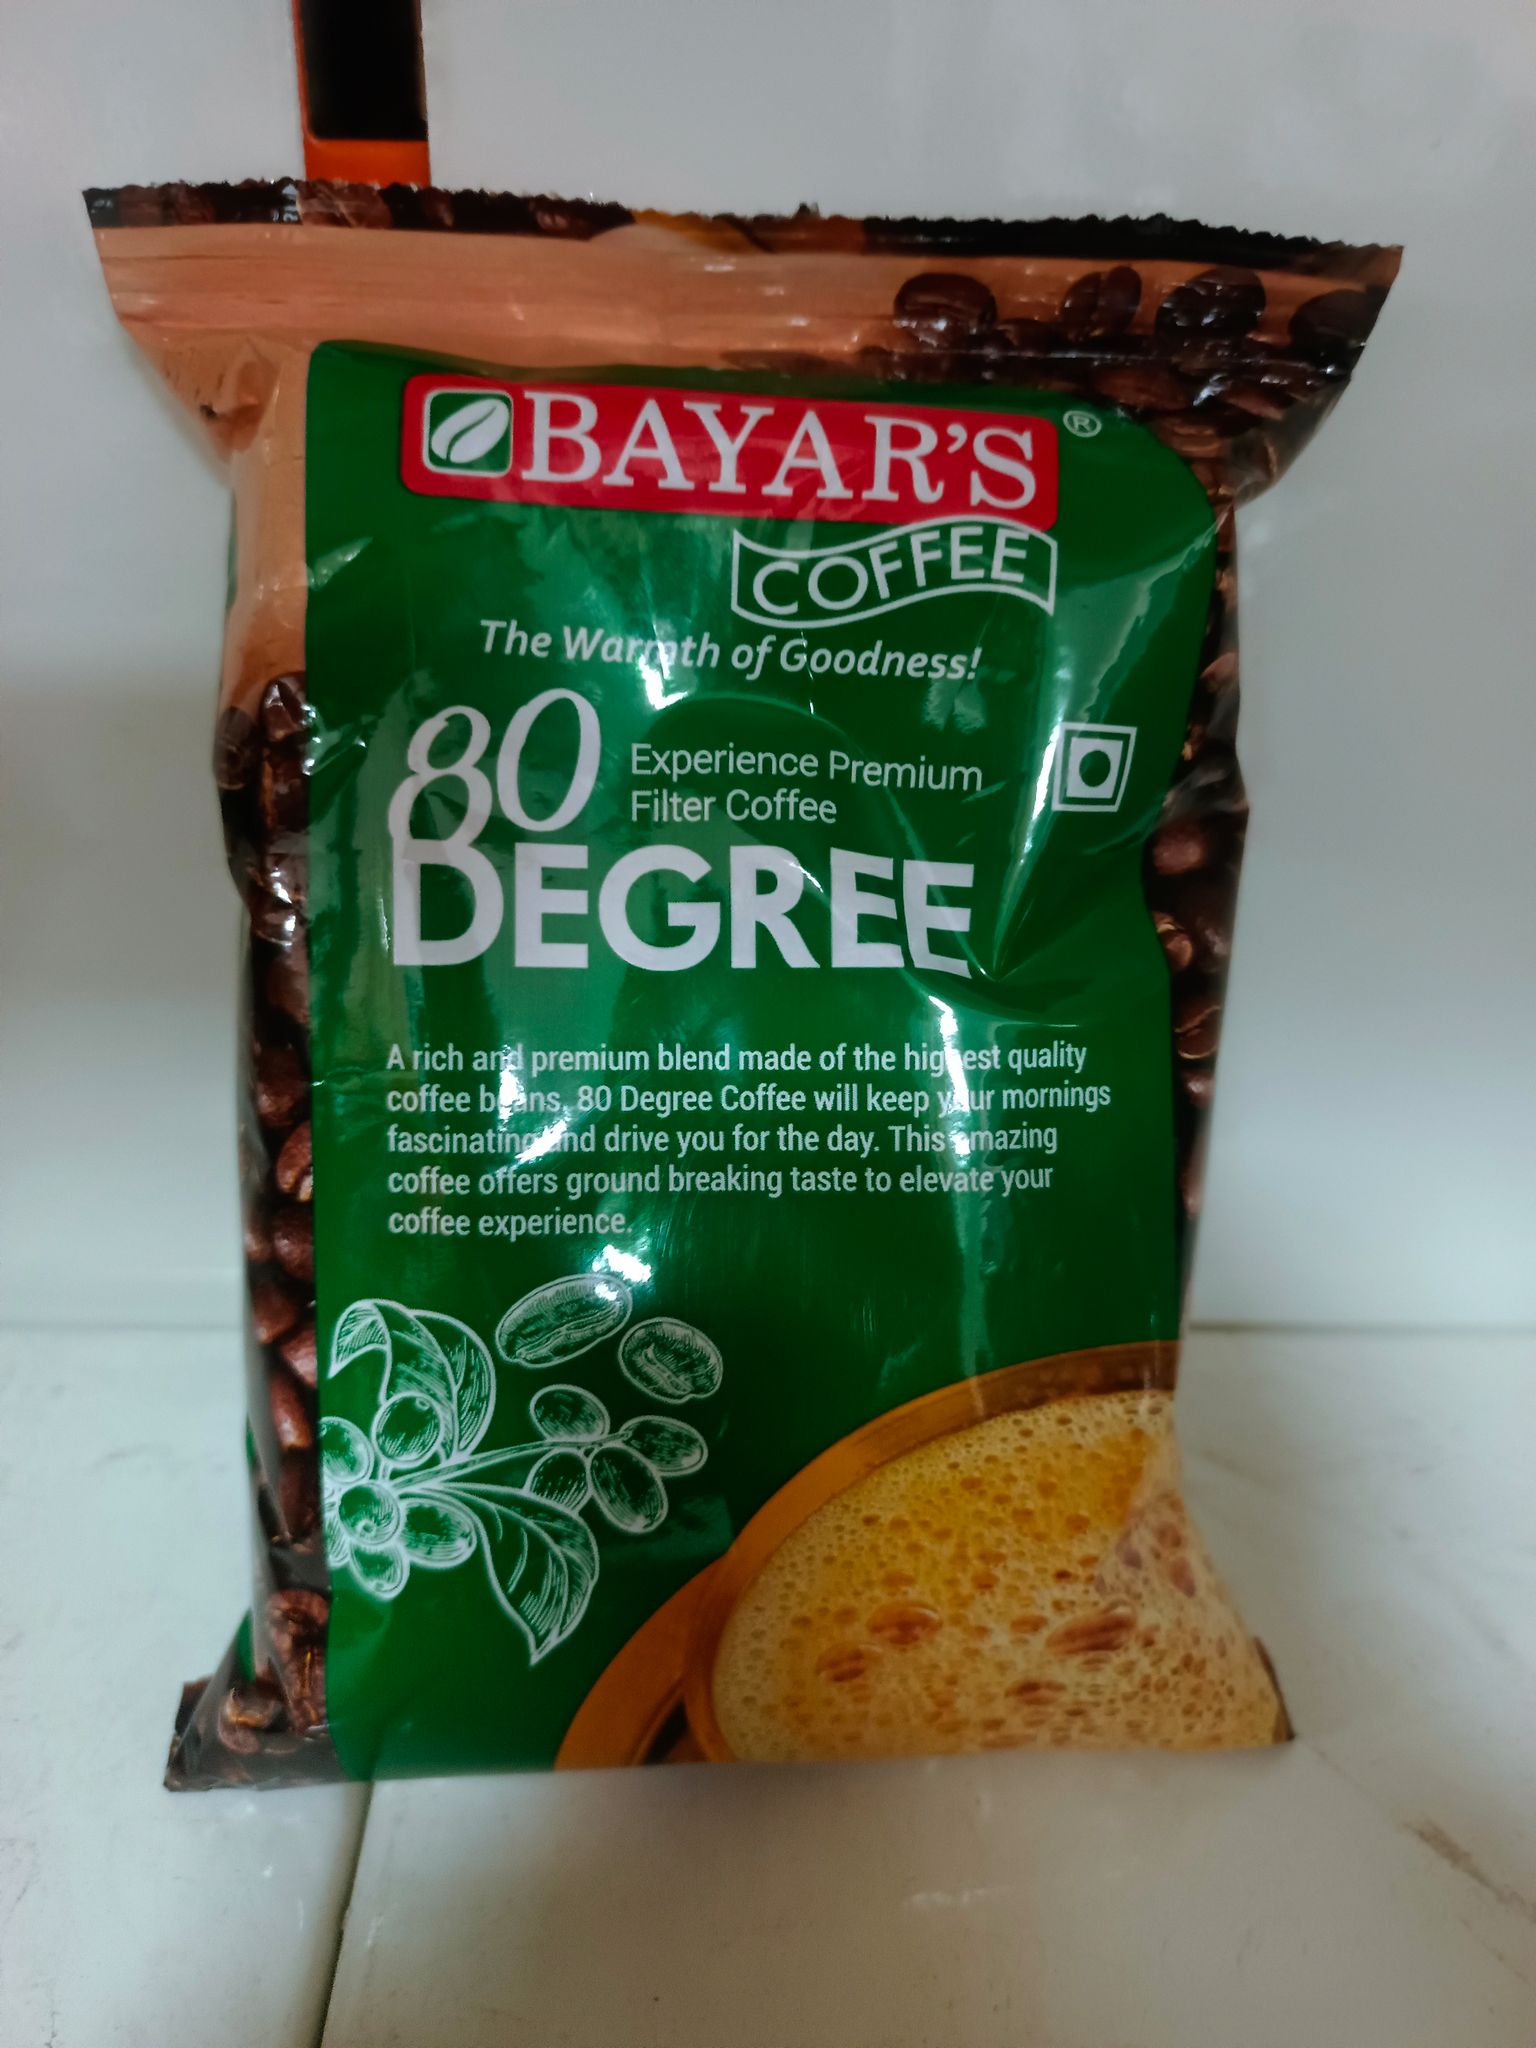 BAYAR'S ®
COFFEE
The Warmth of Goodness!
80
Experience Premium
Filter Coffee
DEGREE
A rich and premium blend made of the highest quality
coffee beans. 80 Degree Coffee will keep your mornings
fascinating and drive you for the day. This amazing
coffee offers ground breaking taste to elevate your
coffee experience.